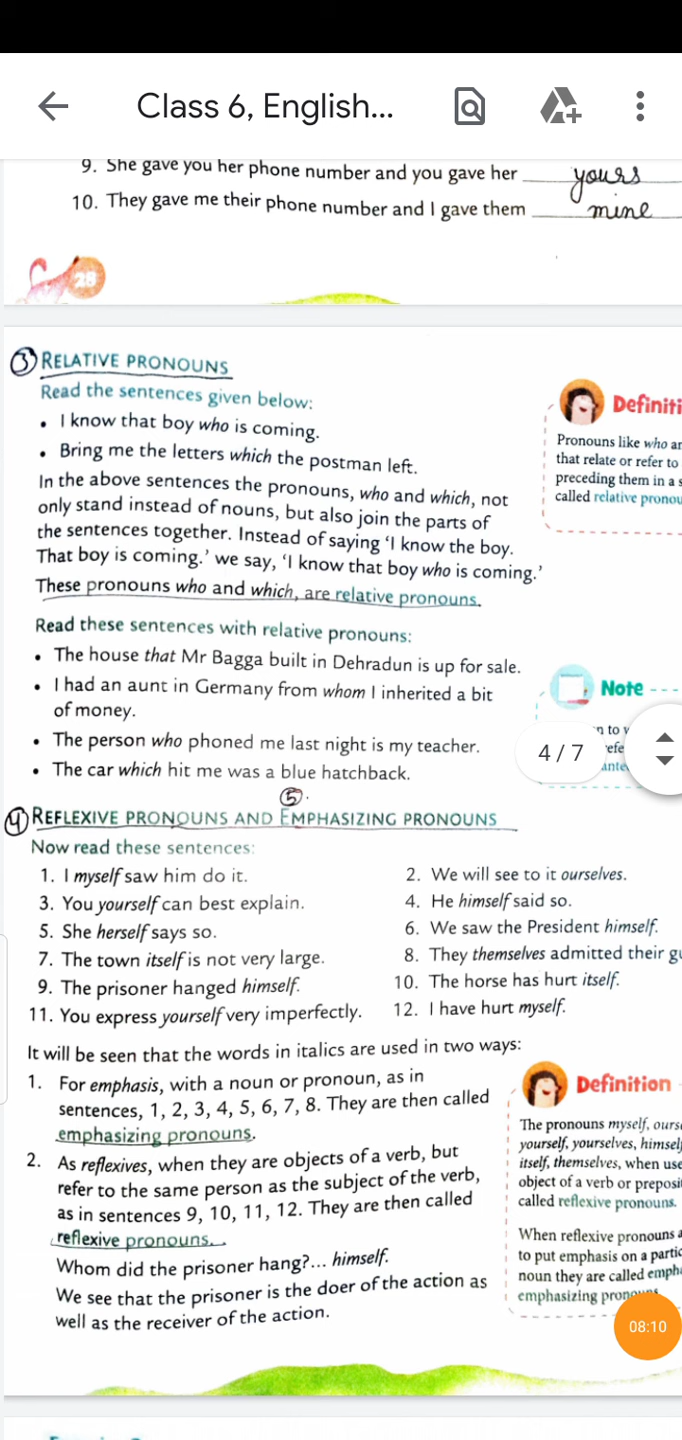 Class 6, English...
9. She gave you her phone number and you gave her yours
10. They gave me their phone number and I gave them mine
28
③ RELATIVE PRONOUNS
Read the sentences given below:
• I know that boy who is coming.
• Bring me the letters which the postman left.
In the above sentences the pronouns, who and which, not
only stand instead of nouns, but also join the parts of
the sentences together. Instead of saying ‘I know the boy.
That boy is coming.’ we say, ‘I know that boy who is coming.’
These pronouns who and which, are relative pronouns.
Definiti
Pronouns like who ar
that relate or refer to
preceding them in a s
called relative pronou
Read these sentences with relative pronouns:
• The house that Mr Bagga built in Dehradun is up for sale.
• I had an aunt in Germany from whom I inherited a bit
of money.
• The person who phoned me last night is my teacher.
• The car which hit me was a blue hatchback.
Note
n to
efe
ante
4 / 7
⑤.
④ REFLEXIVE PRONOUNS AND EMPHASIZING PRONOUNS
Now read these sentences:
1. I myself saw him do it. 2. We will see to it ourselves.
3. You yourself can best explain. 4. He himself said so.
5. She herself says so. 6. We saw the President himself.
7. The town itself is not very large. 8. They themselves admitted their gu
9. The prisoner hanged himself. 10. The horse has hurt itself.
11. You express yourself very imperfectly. 12. I have hurt myself.
It will be seen that the words in italics are used in two ways:
1. For emphasis, with a noun or pronoun, as in
sentences, 1, 2, 3, 4, 5, 6, 7, 8. They are then called
emphasizing pronouns.
2. As reflexives, when they are objects of a verb, but
refer to the same person as the subject of the verb,
as in sentences 9, 10, 11, 12. They are then called
reflexive pronouns.
Whom did the prisoner hang?... himself.
We see that the prisoner is the doer of the action as
well as the receiver of the action.
Definition
The pronouns myself, ourse
yourself, yourselves, himself
itself, themselves, when use
object of a verb or preposi
called reflexive pronouns.
When reflexive pronouns a
to put emphasis on a partic
noun they are called empha
emphasizing pronouns
08:10